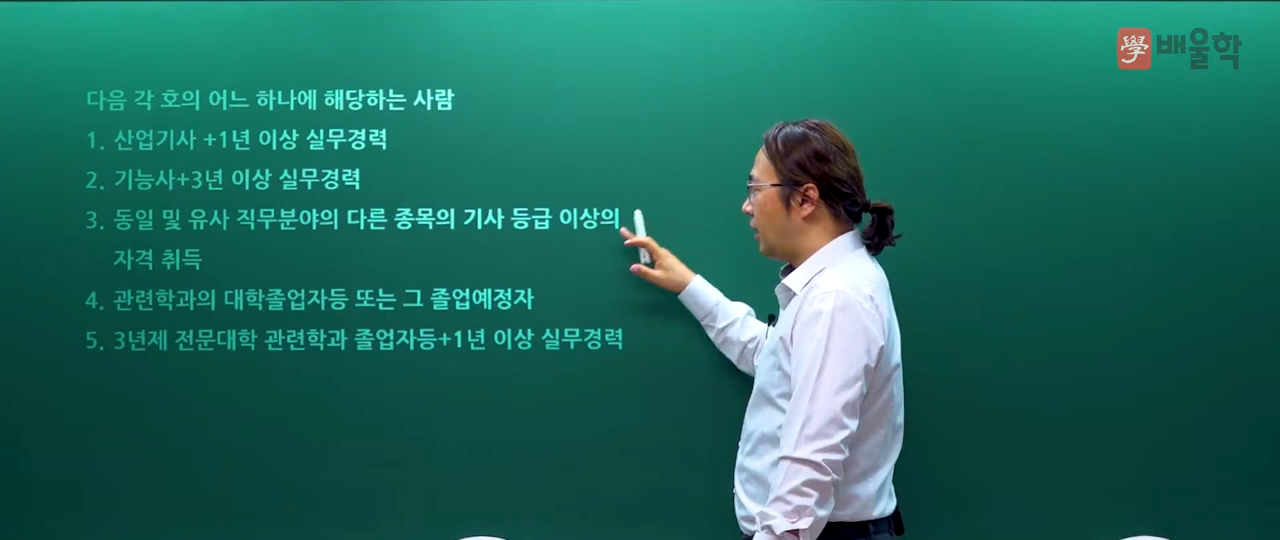 學 배울학
다음 각 호의 어느 하나에 해당하는 사람
1. 산업기사 +1년 이상 실무경력
2. 기능사+3년 이상 실무경력
3. 동일 및 유사 직무분야의 다른 종목의 기사 등급 이상의
자격 취득
4. 관련학과의 대학졸업자등 또는 그 졸업예정자
5. 3년제 전문대학 관련학과 졸업자등+1년 이상 실무경력